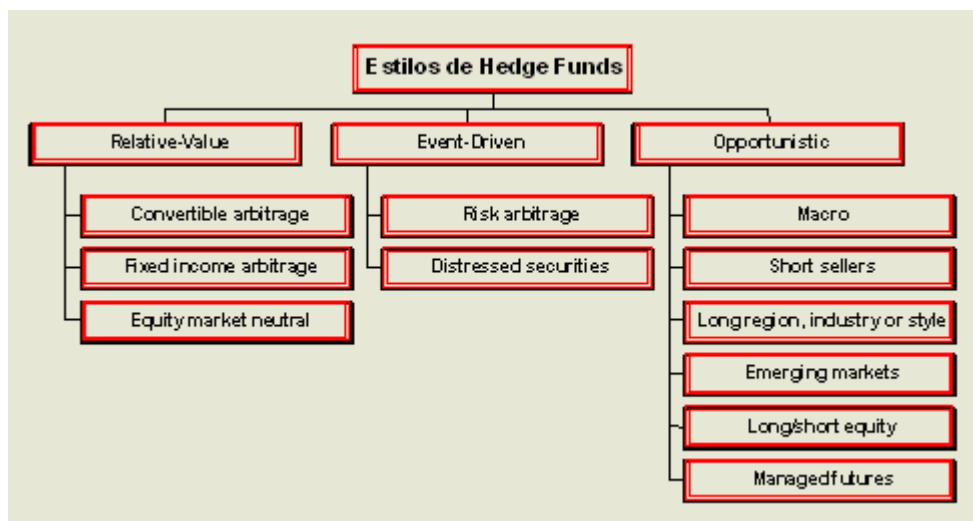 Estilos de Hedge Funds
Relative-Value
Event-Driven
Opportunistic
Convertible arbitrage
Risk arbitrage
Macro
Fixed income arbitrage
Distressed securities
Short sellers
Equity market neutral
Long region, industry or style
Emerging markets
Long/short equity
Managed futures